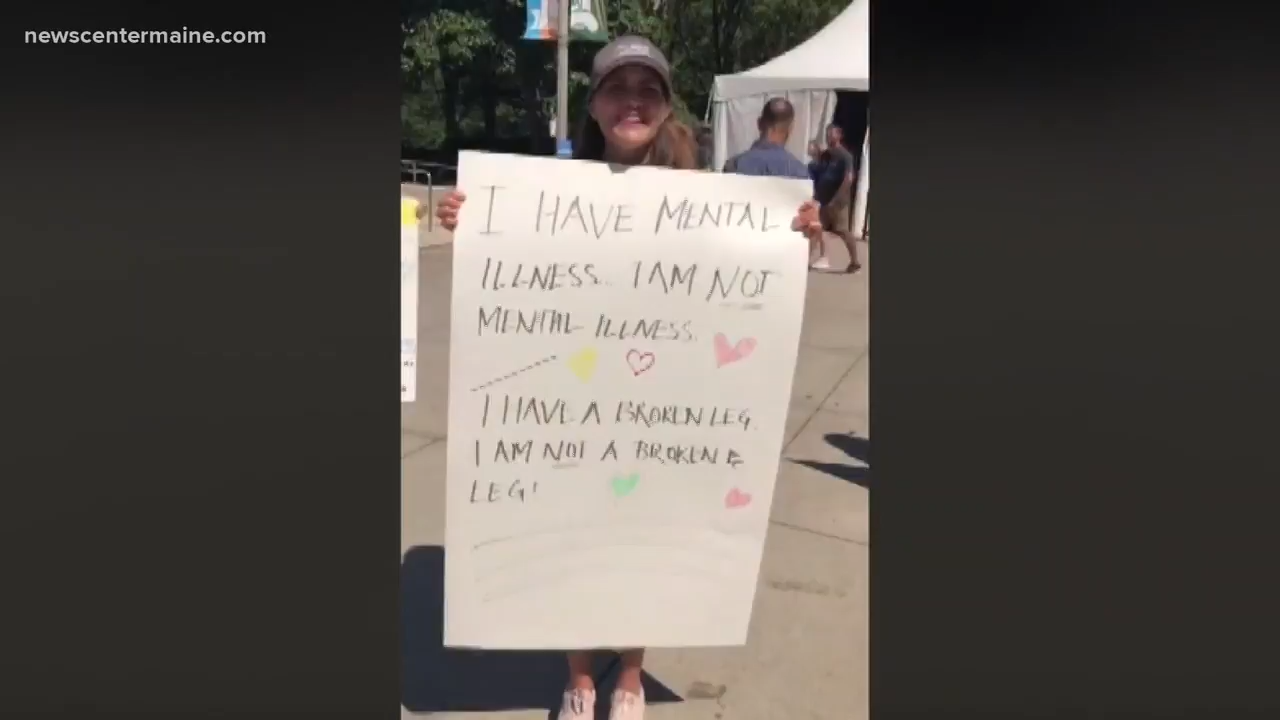 newscentermaine.com
I HAVE MENTAL
ILLNESS. I AM NOT
MENTAL ILLNESS.
I HAVE A BROKEN LEG.
I AM NOT A BROKEN
LEG!